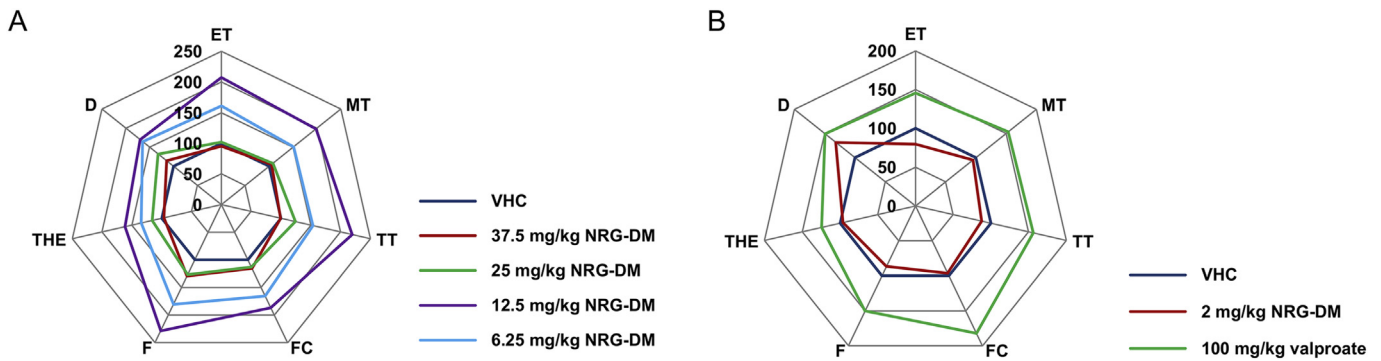 A
ET
250
200
150
100
50
0
D
MT
THE
TT
F
FC
VHC
37.5 mg/kg NRG-DM
25 mg/kg NRG-DM
12.5 mg/kg NRG-DM
6.25 mg/kg NRG-DM
B
ET
200
150
100
50
0
D
MT
THE
TT
F
FC
VHC
2 mg/kg NRG-DM
100 mg/kg valproate